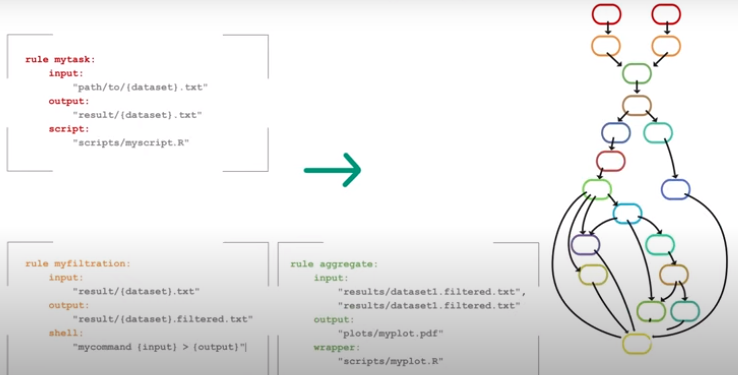 rule mytask:
input:
"path/to/{dataset}.txt"
output:
"result/{dataset}.txt"
script:
"scripts/myscript.R"
rule myfiltration:
input:
"result/{dataset}.txt"
output:
"result/{dataset}.filtered.txt"
shell:
"mycommand {input} > {output}"
rule aggregate:
input:
"results/dataset1.filtered.txt",
"results/dataset1.filtered.txt"
output:
"plots/myplot.pdf"
wrapper:
"scripts/myplot.R"